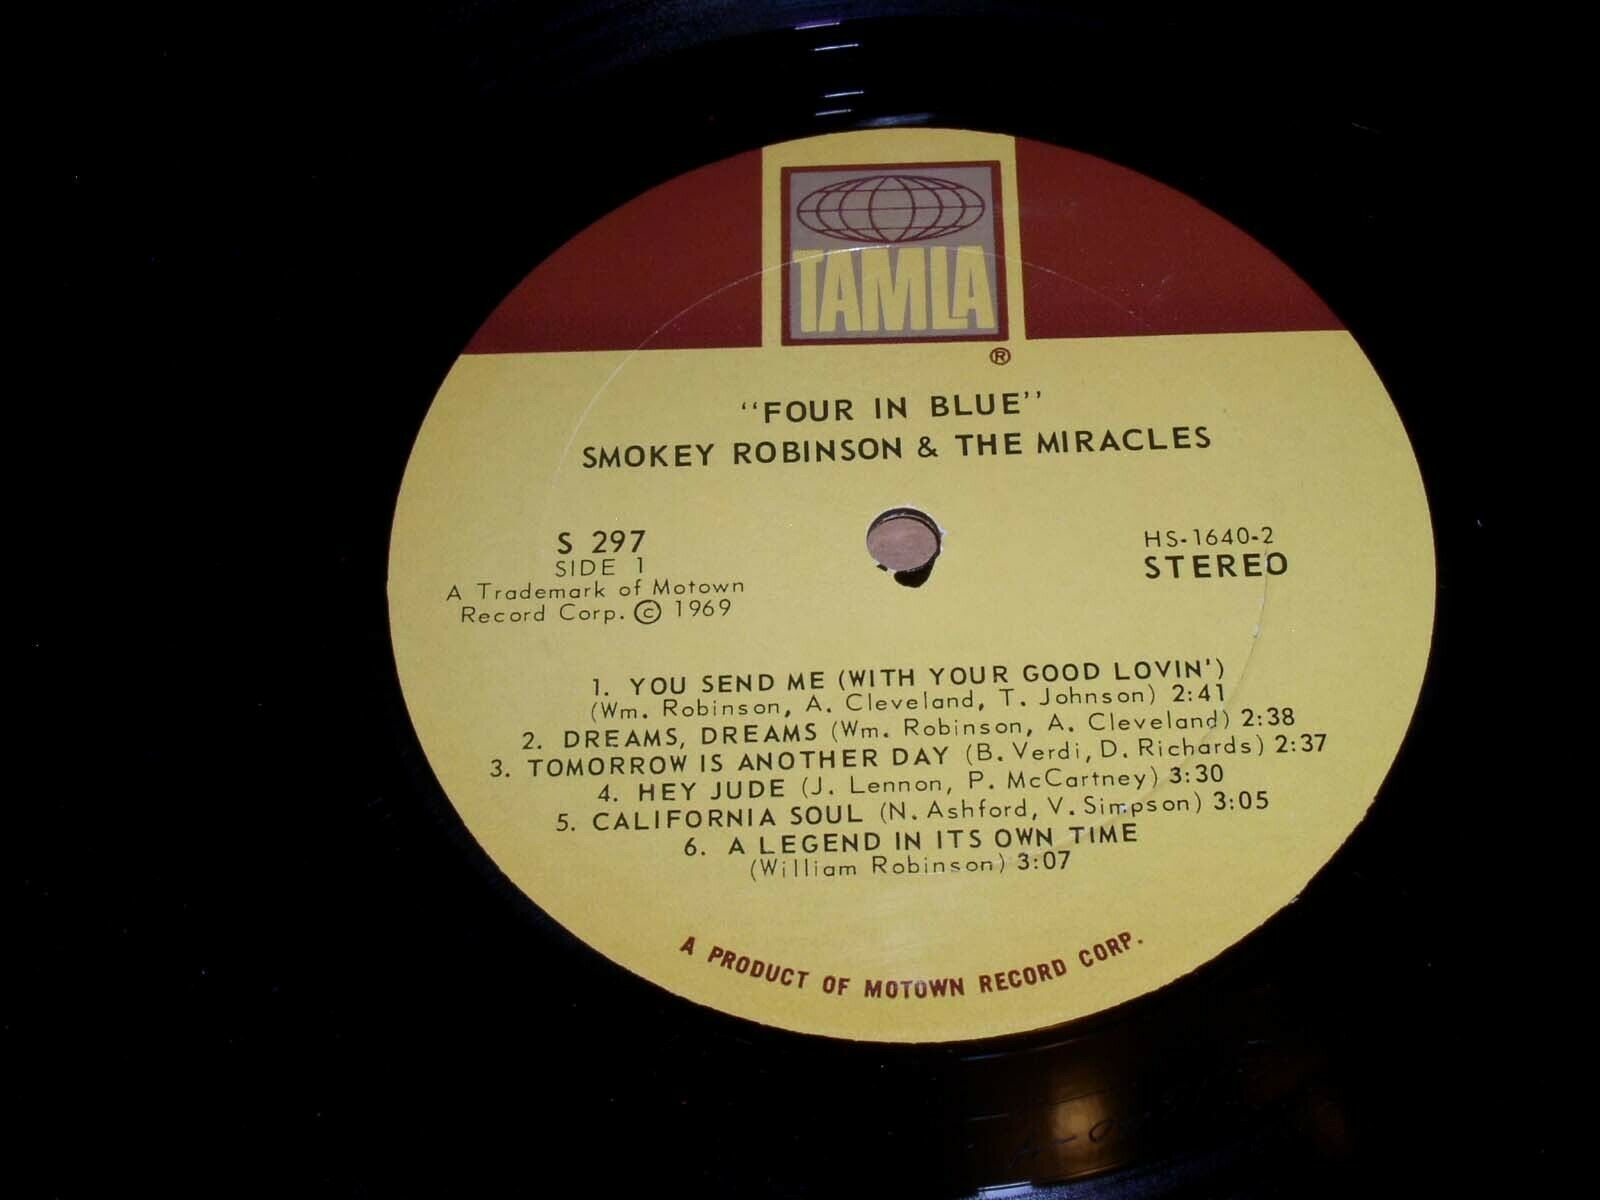 TAMLA
®
"FOUR IN BLUE"
SMOKEY ROBINSON & THE MIRACLES
S 297
SIDE 1
A Trademark of Motown
Record Corp. © 1969
HS-1640-2
STEREO
1. YOU SEND ME (WITH YOUR GOOD LOVIN')
(Wm. Robinson, A. Cleveland, T. Johnson) 2:41
2. DREAMS, DREAMS (Wm. Robinson, A. Cleveland) 2:38
3. TOMORROW IS ANOTHER DAY (B. Verdi, D. Richards) 2:37
4. HEY JUDE (J. Lennon, P. McCartney) 3:30
5. CALIFORNIA SOUL (N. Ashford, V. Simpson) 3:05
6. A LEGEND IN ITS OWN TIME
(William Robinson) 3:07
A PRODUCT OF MOTOWN RECORD CORP.